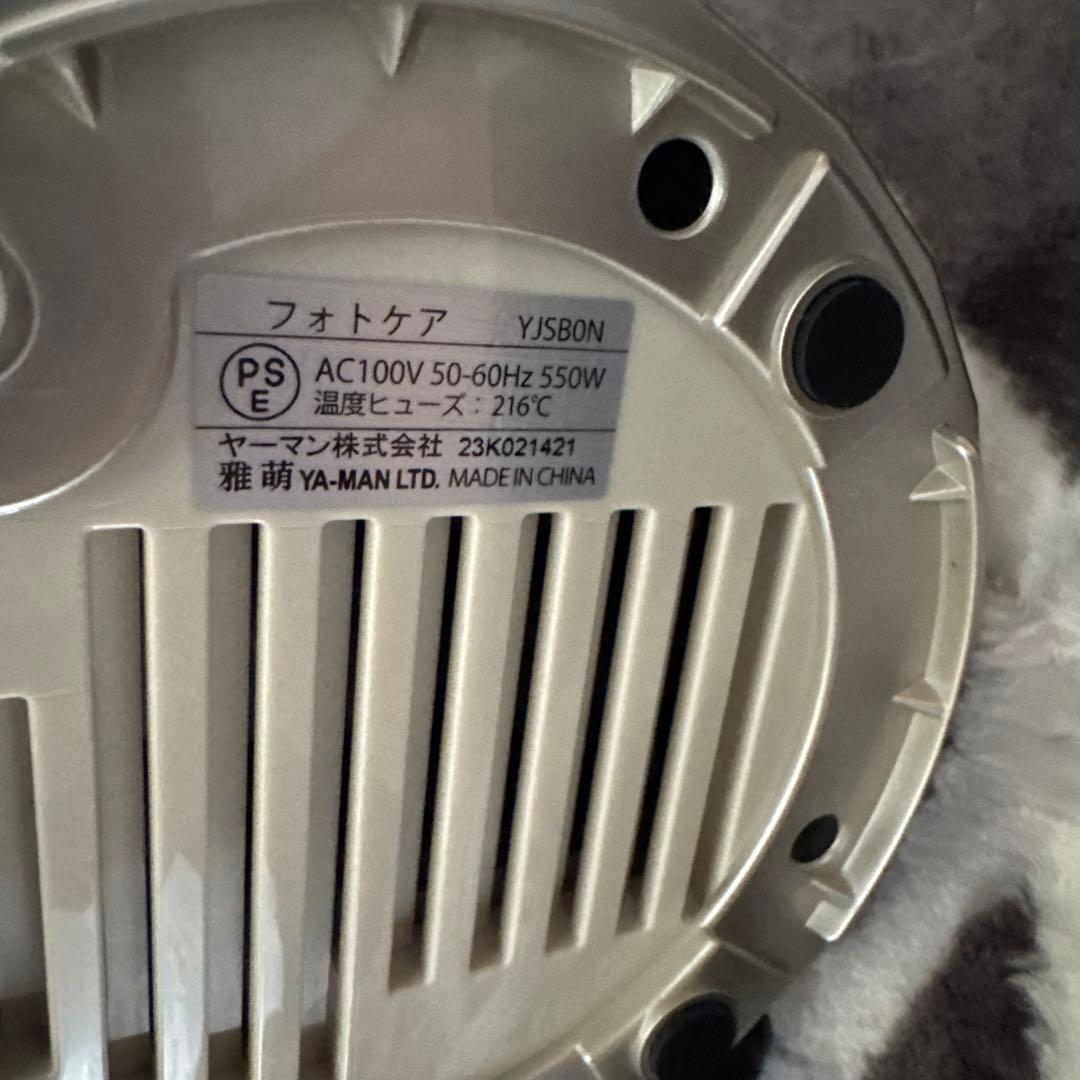 フォトケア YJSB0N
PS
E
AC100V 50-60Hz 550W
温度ヒューズ：216℃
ヤーマン株式会社 23K021421
雅萌 YA-MAN LTD. MADE IN CHINA